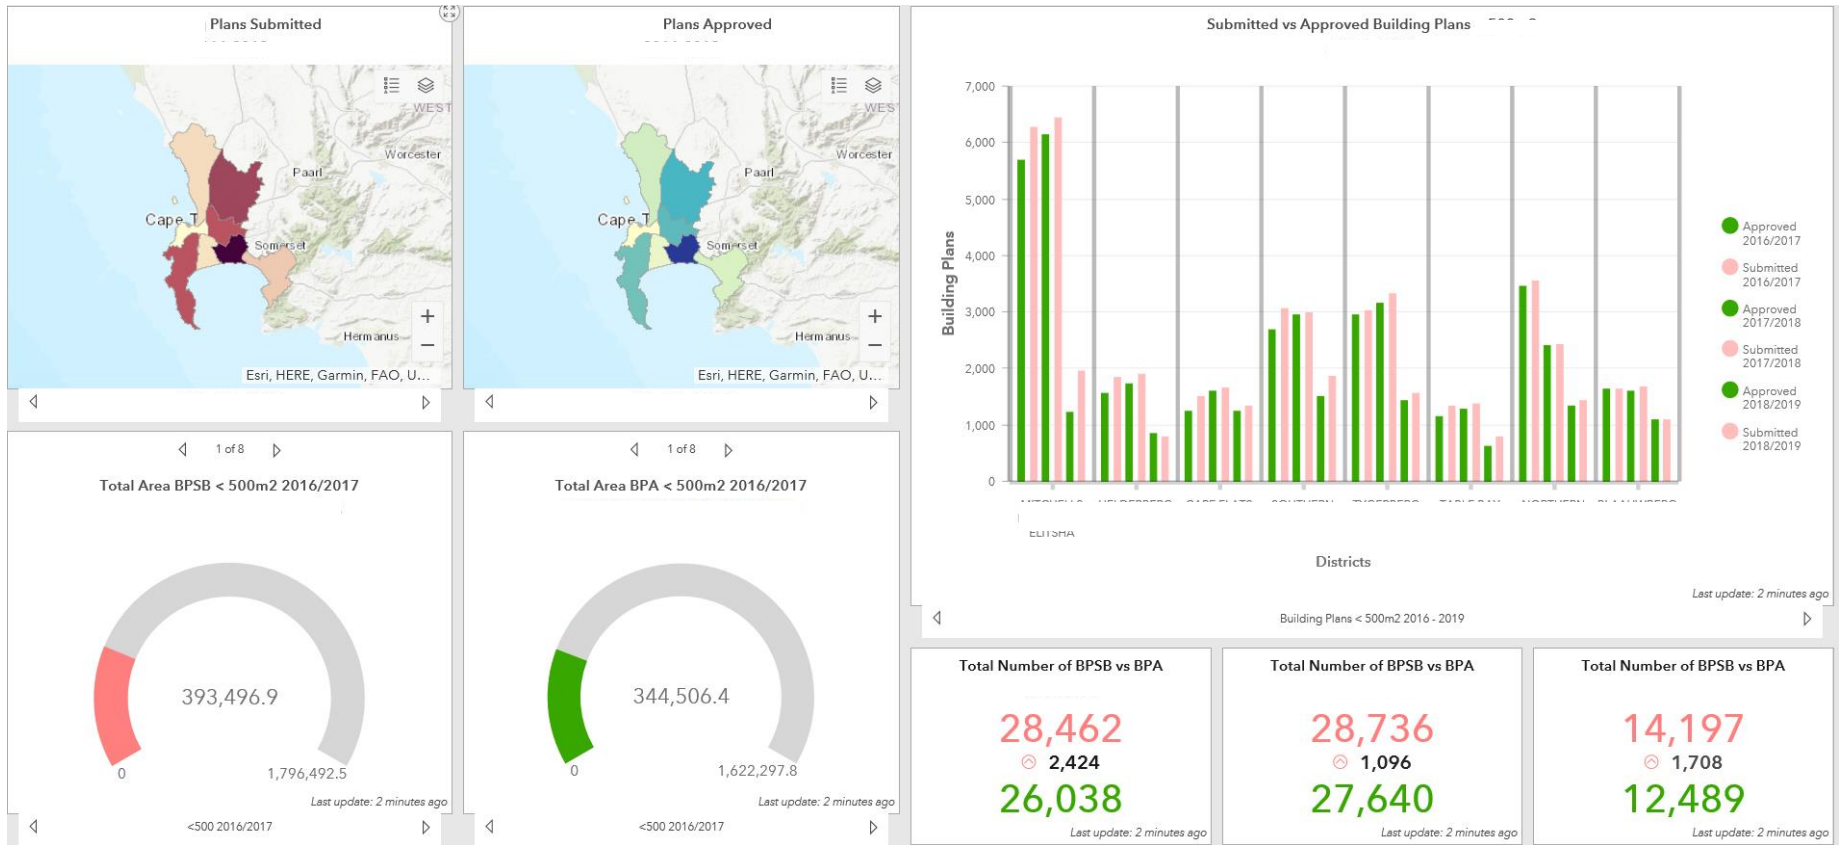 Plans Submitted
WEST
Worcester
Paarl
Cape T
Somerset
Hermanus
+
−
Esri, HERE, Garmin, FAO, U...
Plans Approved
WES
Worcester
Paarl
Cape T
Somerset
Hermanus
+
−
Esri, HERE, Garmin, FAO, U...
Submitted vs Approved Building Plans
Building Plans
7,000
6,000
5,000
4,000
3,000
2,000
1,000
0
ELITSHA
Districts
Approved
2016/2017
Submitted
2016/2017
Approved
2017/2018
Submitted
2017/2018
Approved
2018/2019
Submitted
2018/2019
Last update: 2 minutes ago
Building Plans < 500m2 2016 - 2019
1 of 8
Total Area BPSB < 500m2 2016/2017
393,496.9
0
1,796,492.5
Last update: 2 minutes ago
<500 2016/2017
1 of 8
Total Area BPA < 500m2 2016/2017
344,506.4
0
1,622,297.8
Last update: 2 minutes ago
<500 2016/2017
Total Number of BPSB vs BPA
28,462
2,424
26,038
Last update: 2 minutes ago
Total Number of BPSB vs BPA
28,736
1,096
27,640
Last update: 2 minutes ago
Total Number of BPSB vs BPA
14,197
1,708
12,489
Last update: 2 minutes ago